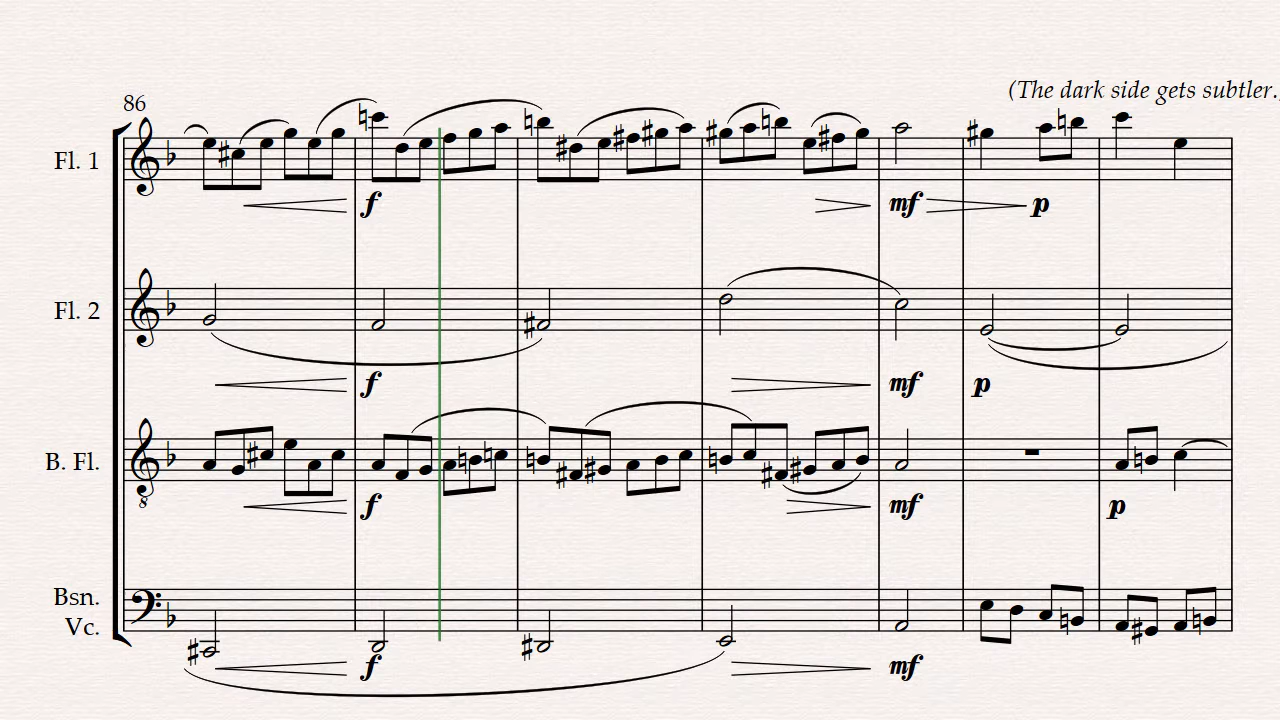 (The dark side gets subtler.
86
Fl. 1
f
mf
p
Fl. 2
f
mf
p
B. Fl.
8
f
mf
p
Bsn.
Vc.
f
mf